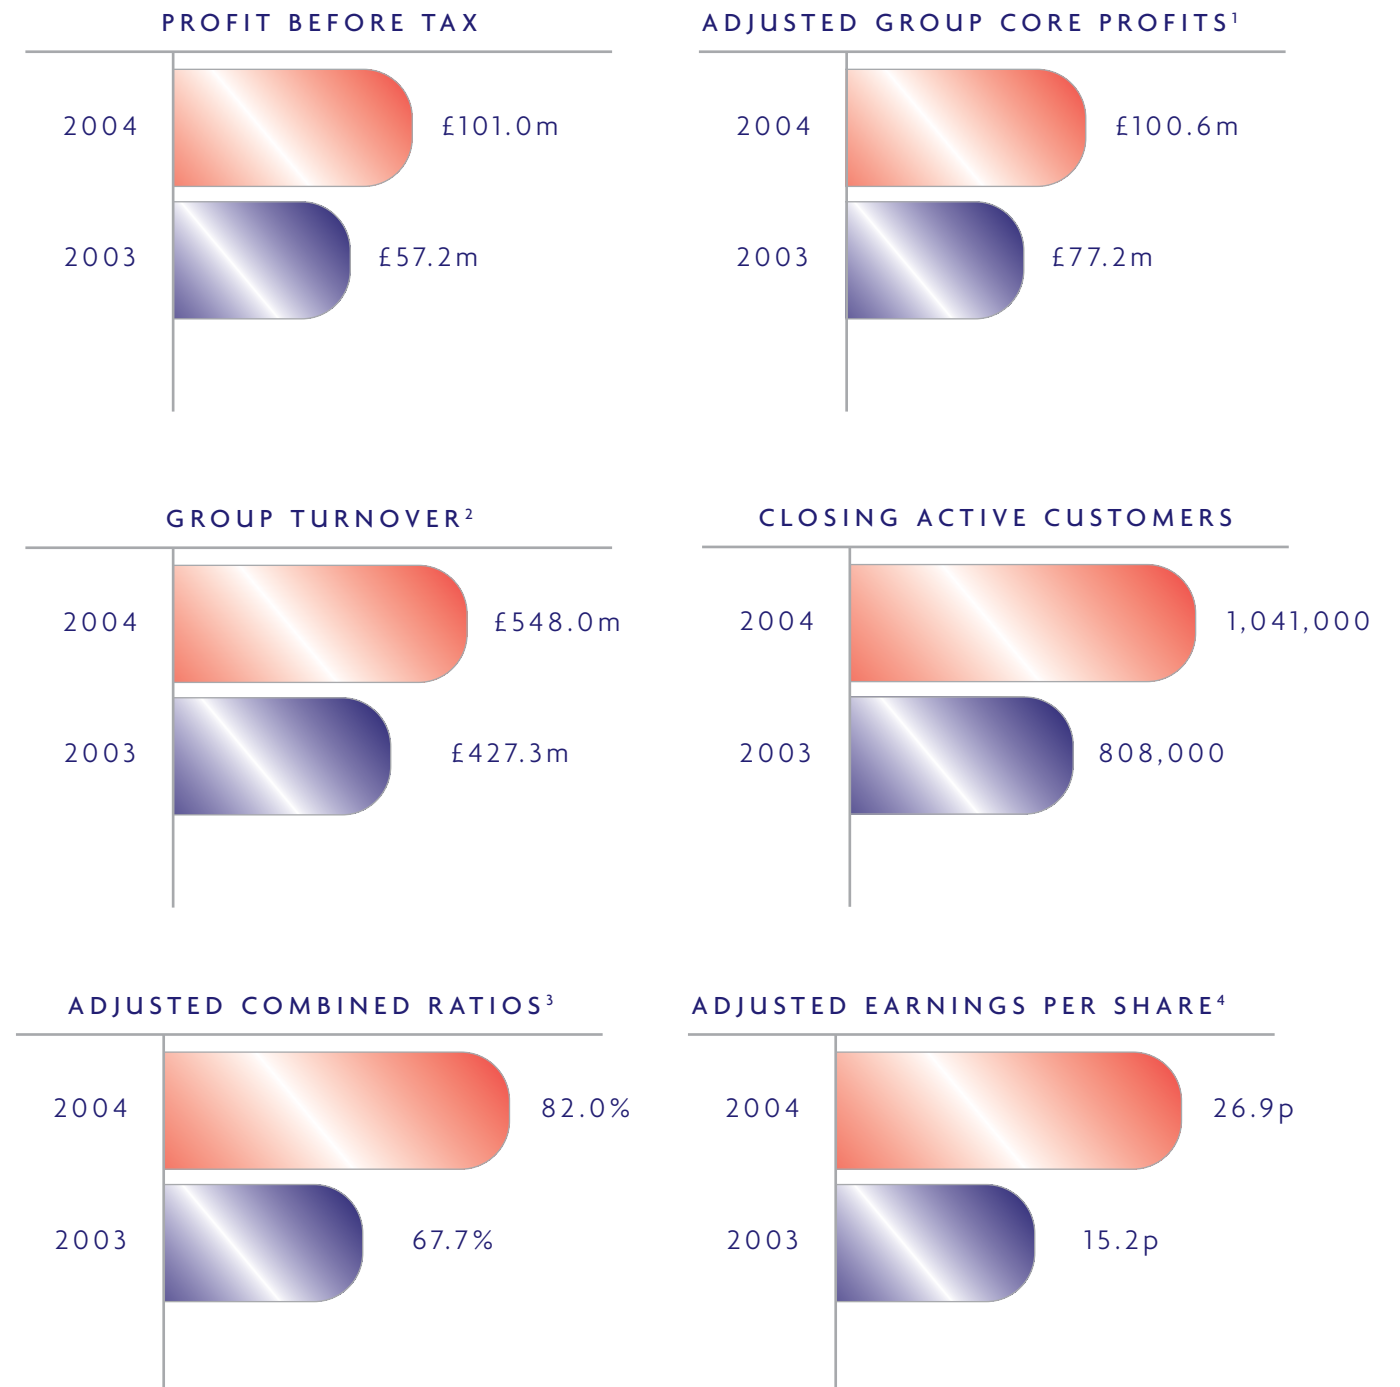 PROFIT BEFORE TAX
2004 £101.0m
2003 £57.2m
ADJUSTED GROUP CORE PROFITS¹
2004 £100.6m
2003 £77.2m
GROUP TURNOVER²
2004 £548.0m
2003 £427.3m
CLOSING ACTIVE CUSTOMERS
2004 1,041,000
2003 808,000
ADJUSTED COMBINED RATIOS³
2004 82.0%
2003 67.7%
ADJUSTED EARNINGS PER SHARE⁴
2004 26.9p
2003 15.2p